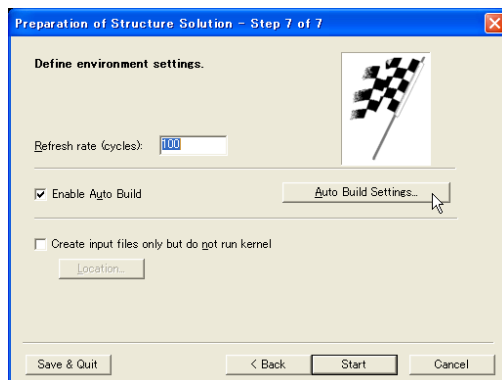 Preparation of Structure Solution - Step 7 of 7
Define environment settings.
Refresh rate (cycles): 100
Enable Auto Build Auto Build Settings...
Create input files only but do not run kernel
Location...
Save & Quit < Back Start Cancel